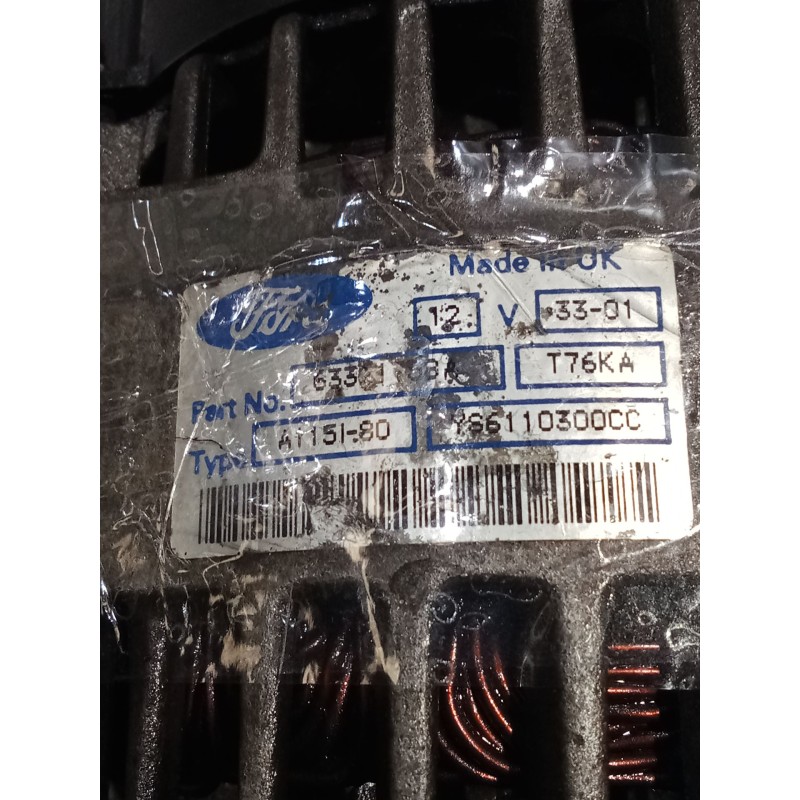 Ford
Made in UK
12 V 33-01
Part No. T76KA
Type A115I-80 YS6110300CC